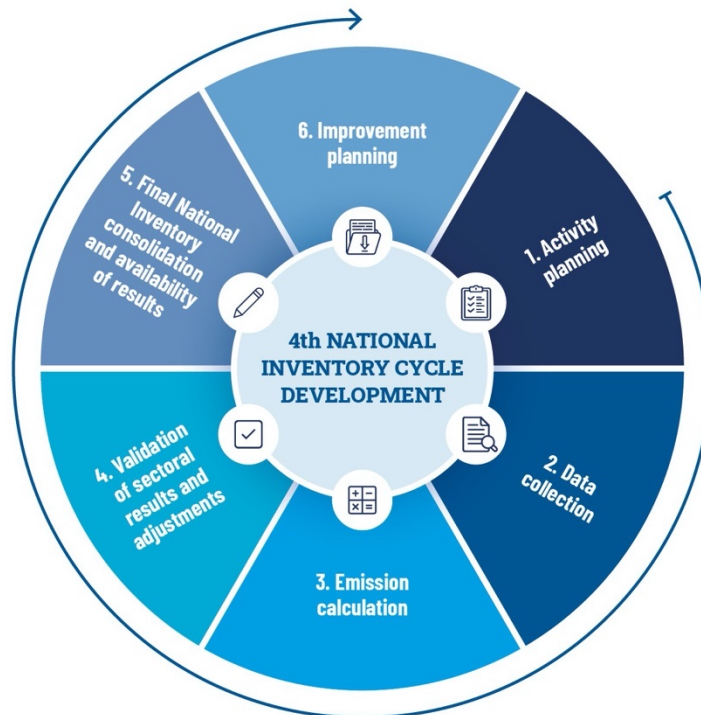 4th NATIONAL
INVENTORY CYCLE
DEVELOPMENT
1. Activity
planning
2. Data
collection
3. Emission
calculation
4. Validation
of sectoral
results and
adjustments
5. Final National
Inventory
consolidation
and availability
of results
6. Improvement
planning